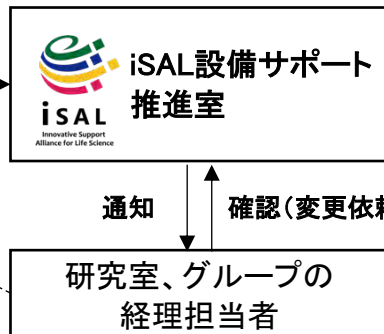 iSAL設備サポート
推進室
iSAL
Innovative Support
Alliance for Life Science
通知
確認（変更依頼
研究室、グループの
経理担当者